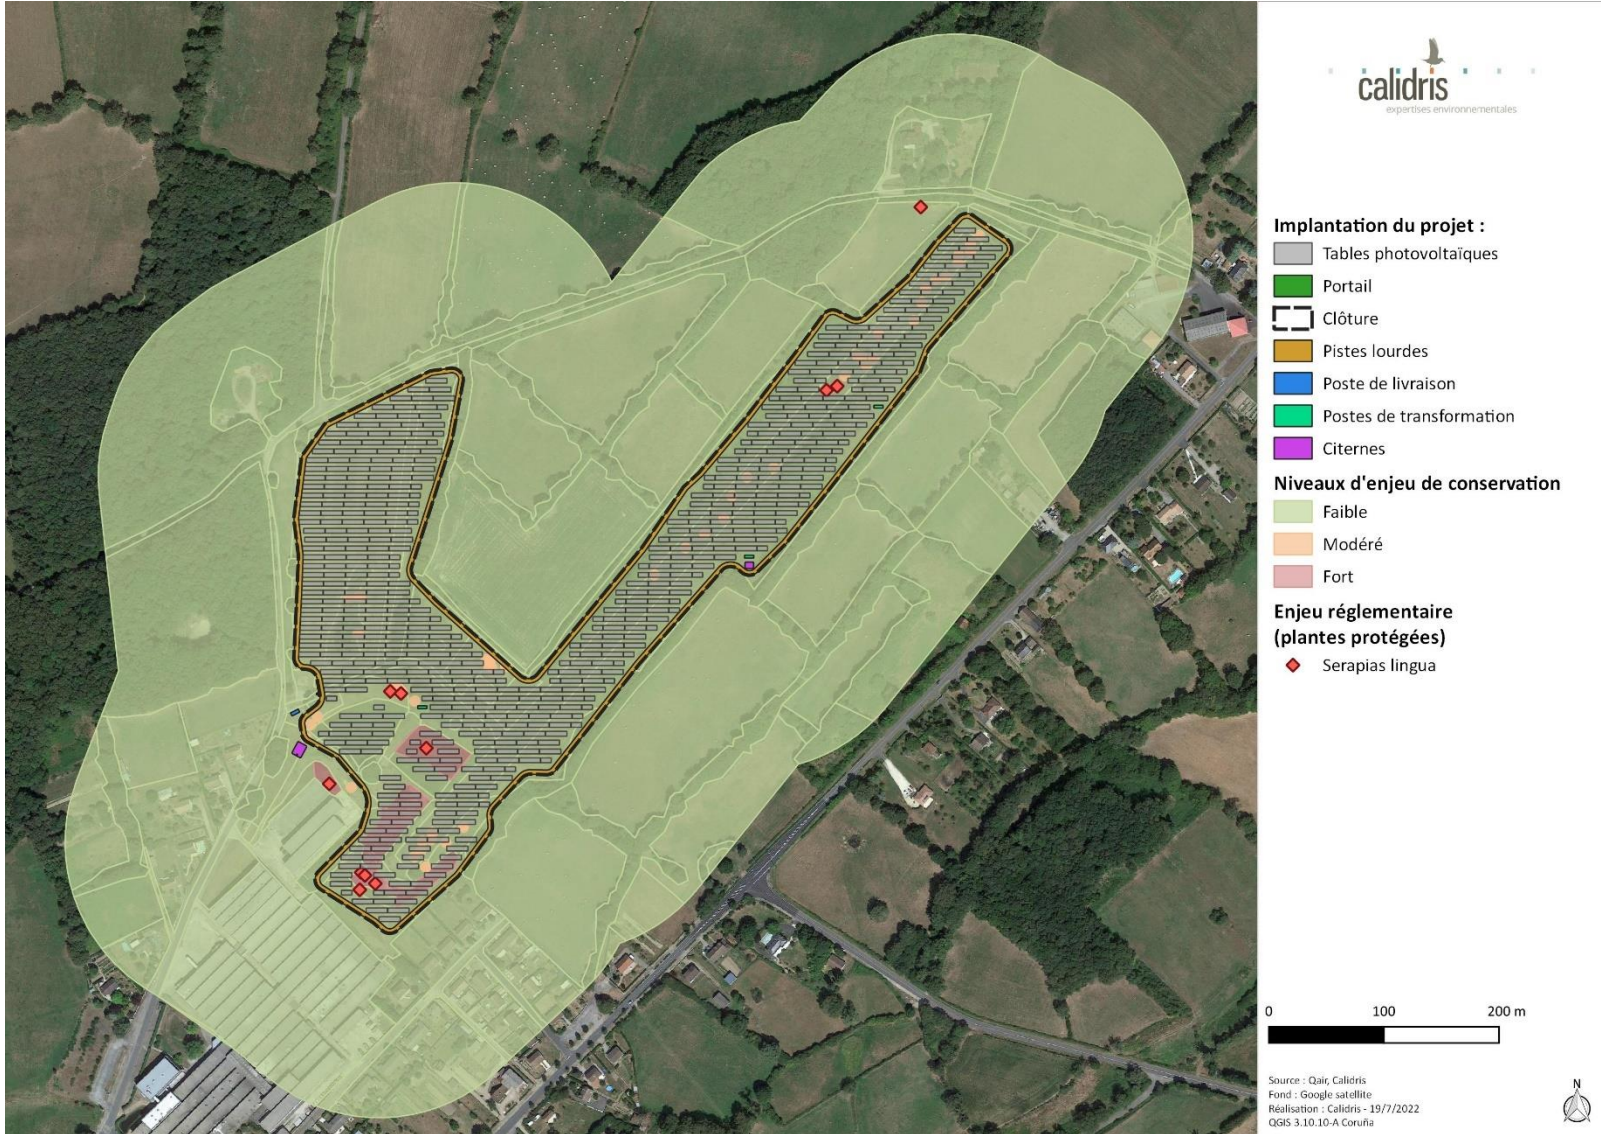 calidris
expertises environnementales
Implantation du projet :
Tables photovoltaïques
Portail
Clôture
Pistes lourdes
Poste de livraison
Postes de transformation
Citernes
Niveaux d'enjeu de conservation
Faible
Modéré
Fort
Enjeu réglementaire
(plantes protégées)
Serapias lingua
0 100 200 m
Source : Qair, Calidris
Fond : Google satellite
Réalisation : Calidris - 19/7/2022
QGIS 3.10.10-A Coruña
N